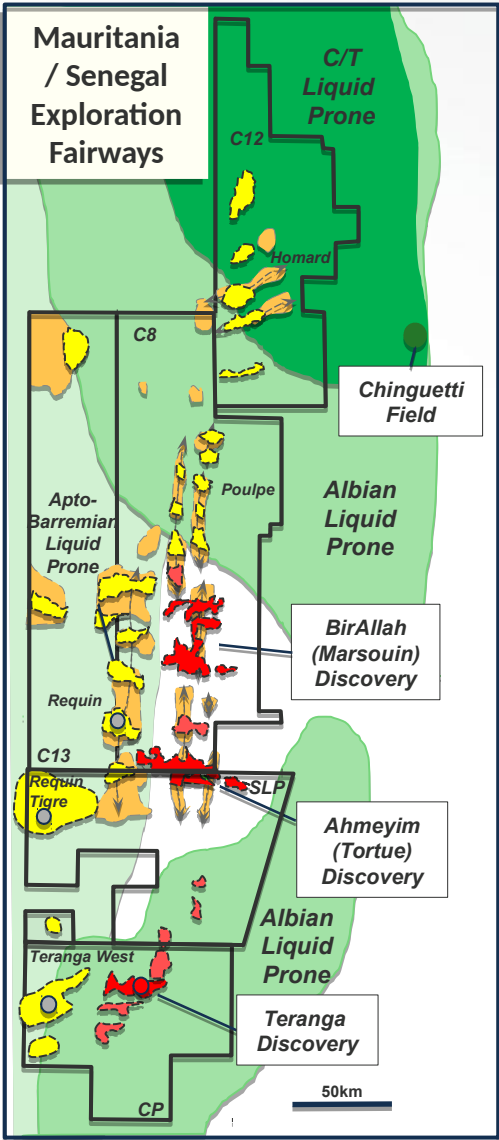 Mauritania
/ Senegal
Exploration
Fairways
C/T
Liquid
Prone
C12
Homard
C8
Chinguetti
Field
Poulpe
Apto-
Barremian
Liquid
Prone
Albian
Liquid
Prone
BirAllah
(Marsouin)
Discovery
Requin
C13
Requin
Tigre
SLP
Ahmeyim
(Tortue)
Discovery
Albian
Liquid
Prone
Teranga West
Teranga
Discovery
50km
CP